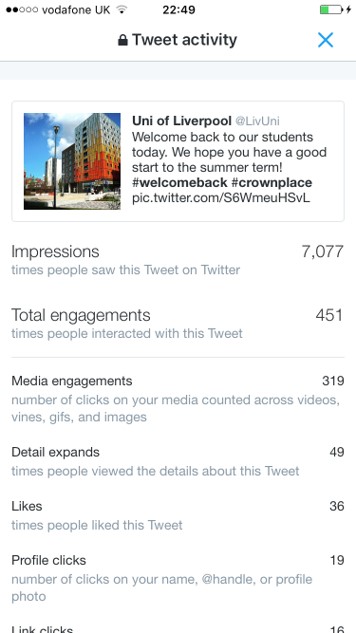 vodafone UK 22:49
Tweet activity
Uni of Liverpool @LivUni
Welcome back to our students
today. We hope you have a good
start to the summer term!
#welcomeback #crownplace
pic.twitter.com/S6WmeuHSvL
Impressions 7,077
times people saw this Tweet on Twitter
Total engagements 451
times people interacted with this Tweet
Media engagements 319
number of clicks on your media counted across videos,
vines, gifs, and images
Detail expands 49
times people viewed the details about this Tweet
Likes 36
times people liked this Tweet
Profile clicks 19
number of clicks on your name, @handle, or profile
photo
Link clicks 16